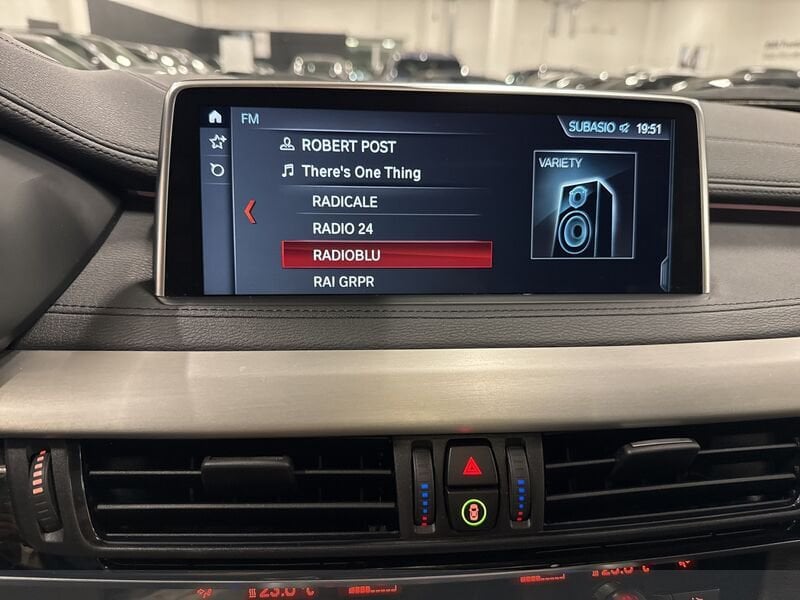 FM
SUBASIO 19:51
ROBERT POST
There's One Thing
VARIETY
RADICALE
RADIO 24
RADIOBLU
RAI GRPR